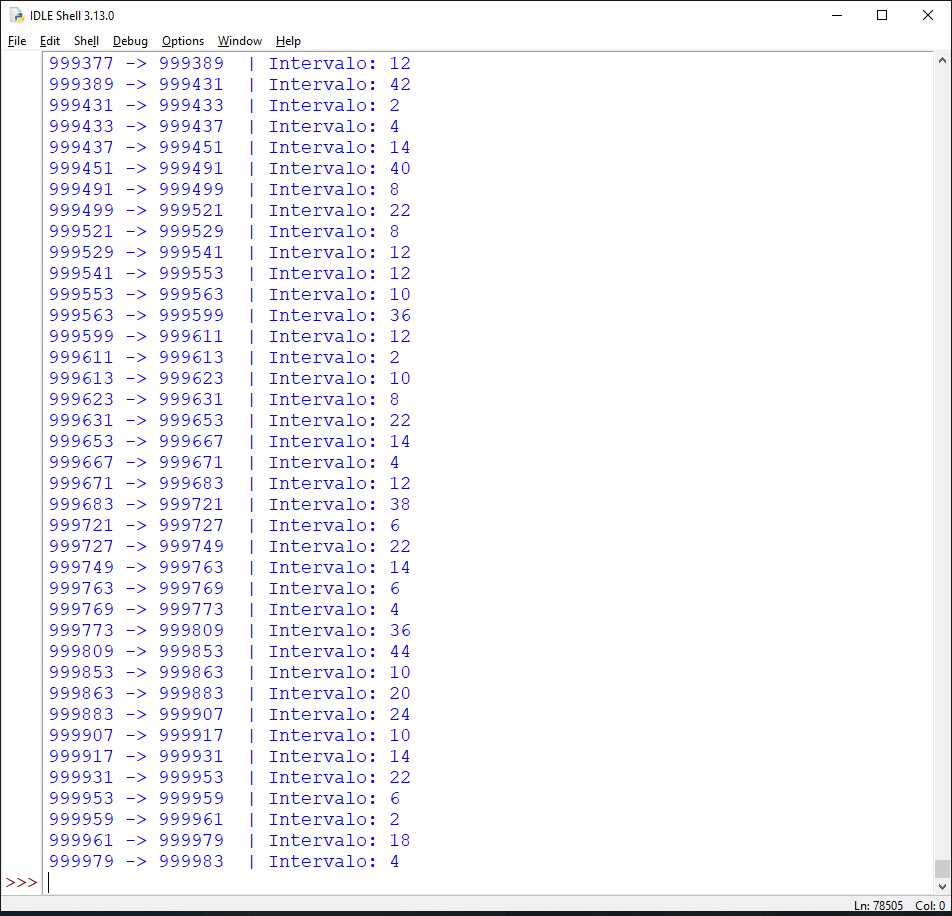 IDLE Shell 3.13.0
File Edit Shell Debug Options Window Help
999377 -> 999389  | Intervalo: 12
999389 -> 999431  | Intervalo: 42
999431 -> 999433  | Intervalo: 2
999433 -> 999437  | Intervalo: 4
999437 -> 999451  | Intervalo: 14
999451 -> 999491  | Intervalo: 40
999491 -> 999499  | Intervalo: 8
999499 -> 999521  | Intervalo: 22
999521 -> 999529  | Intervalo: 8
999529 -> 999541  | Intervalo: 12
999541 -> 999553  | Intervalo: 12
999553 -> 999563  | Intervalo: 10
999563 -> 999599  | Intervalo: 36
999599 -> 999611  | Intervalo: 12
999611 -> 999613  | Intervalo: 2
999613 -> 999623  | Intervalo: 10
999623 -> 999631  | Intervalo: 8
999631 -> 999653  | Intervalo: 22
999653 -> 999667  | Intervalo: 14
999667 -> 999671  | Intervalo: 4
999671 -> 999683  | Intervalo: 12
999683 -> 999721  | Intervalo: 38
999721 -> 999727  | Intervalo: 6
999727 -> 999749  | Intervalo: 22
999749 -> 999763  | Intervalo: 14
999763 -> 999769  | Intervalo: 6
999769 -> 999773  | Intervalo: 4
999773 -> 999809  | Intervalo: 36
999809 -> 999853  | Intervalo: 44
999853 -> 999863  | Intervalo: 10
999863 -> 999883  | Intervalo: 20
999883 -> 999907  | Intervalo: 24
999907 -> 999917  | Intervalo: 10
999917 -> 999931  | Intervalo: 14
999931 -> 999953  | Intervalo: 22
999953 -> 999959  | Intervalo: 6
999959 -> 999961  | Intervalo: 2
999961 -> 999979  | Intervalo: 18
999979 -> 999983  | Intervalo: 4
>>>
Ln: 78505 Col: 0